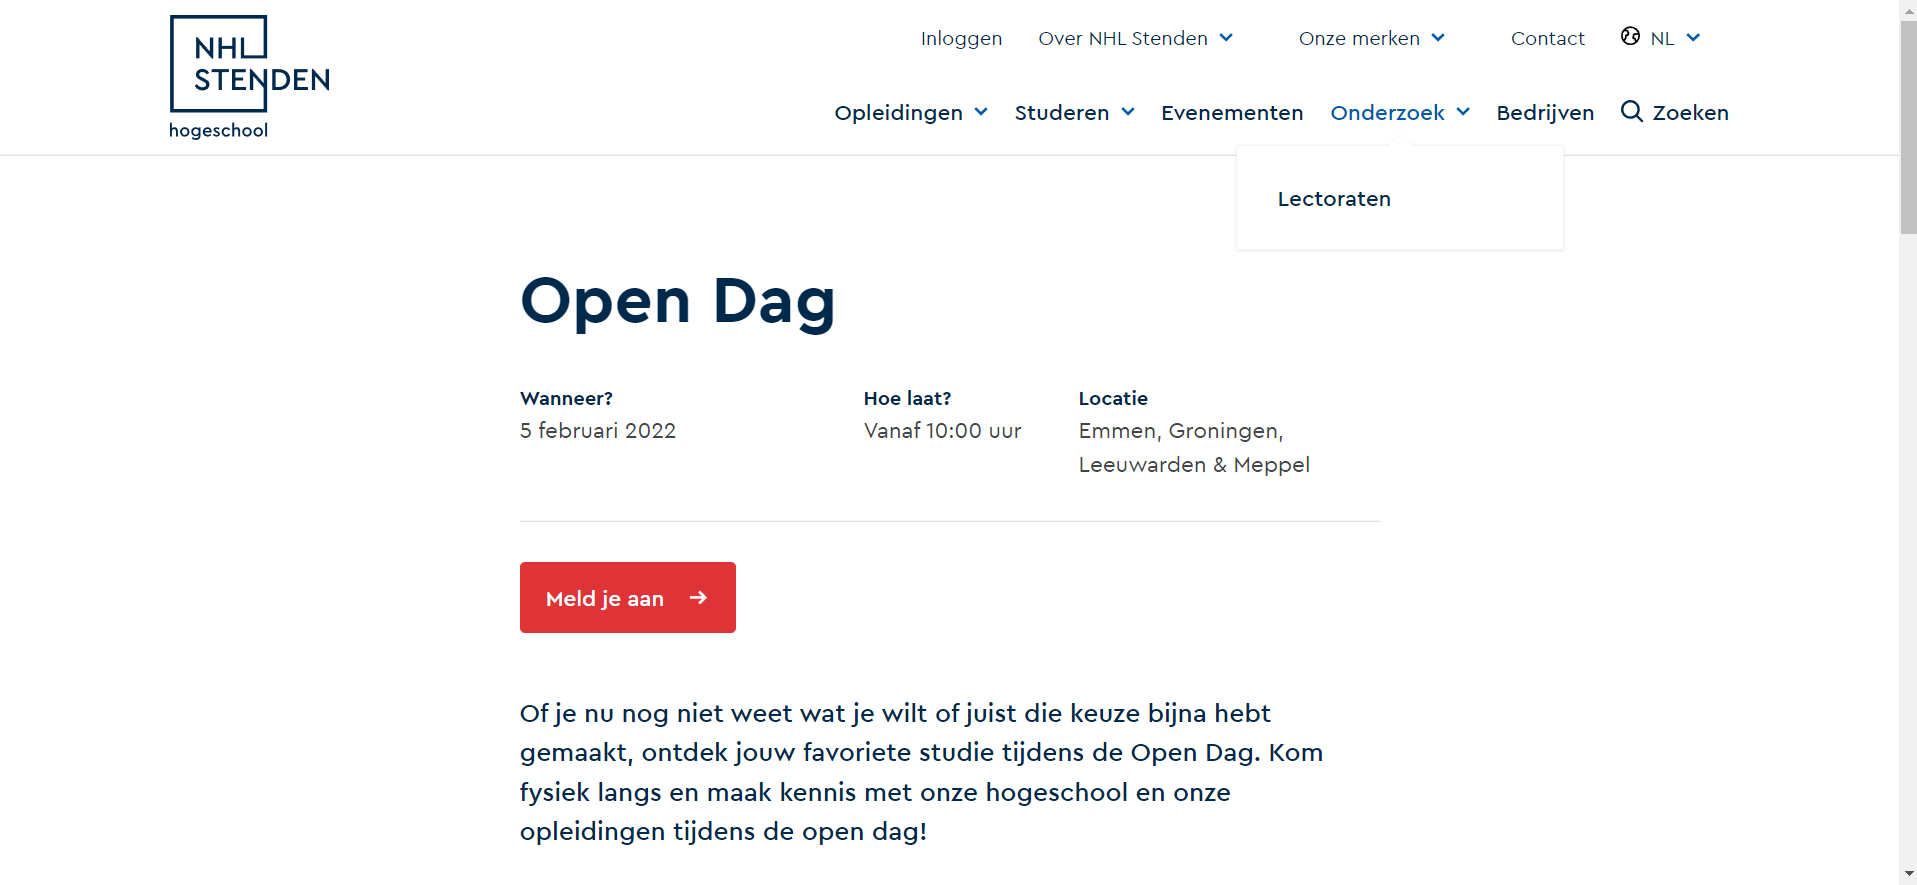 NHL
STENDEN
hogeschool
Inloggen Over NHL Stenden Onze merken Contact NL
Opleidingen Studeren Evenementen Onderzoek Bedrijven Zoeken
Lectoraten
Open Dag
Wanneer? Hoe laat? Locatie
5 februari 2022 Vanaf 10:00 uur Emmen, Groningen,
Leeuwarden & Meppel
Meld je aan
Of je nu nog niet weet wat je wilt of juist die keuze bijna hebt
gemaakt, ontdek jouw favoriete studie tijdens de Open Dag. Kom
fysiek langs en maak kennis met onze hogeschool en onze
opleidingen tijdens de open dag!